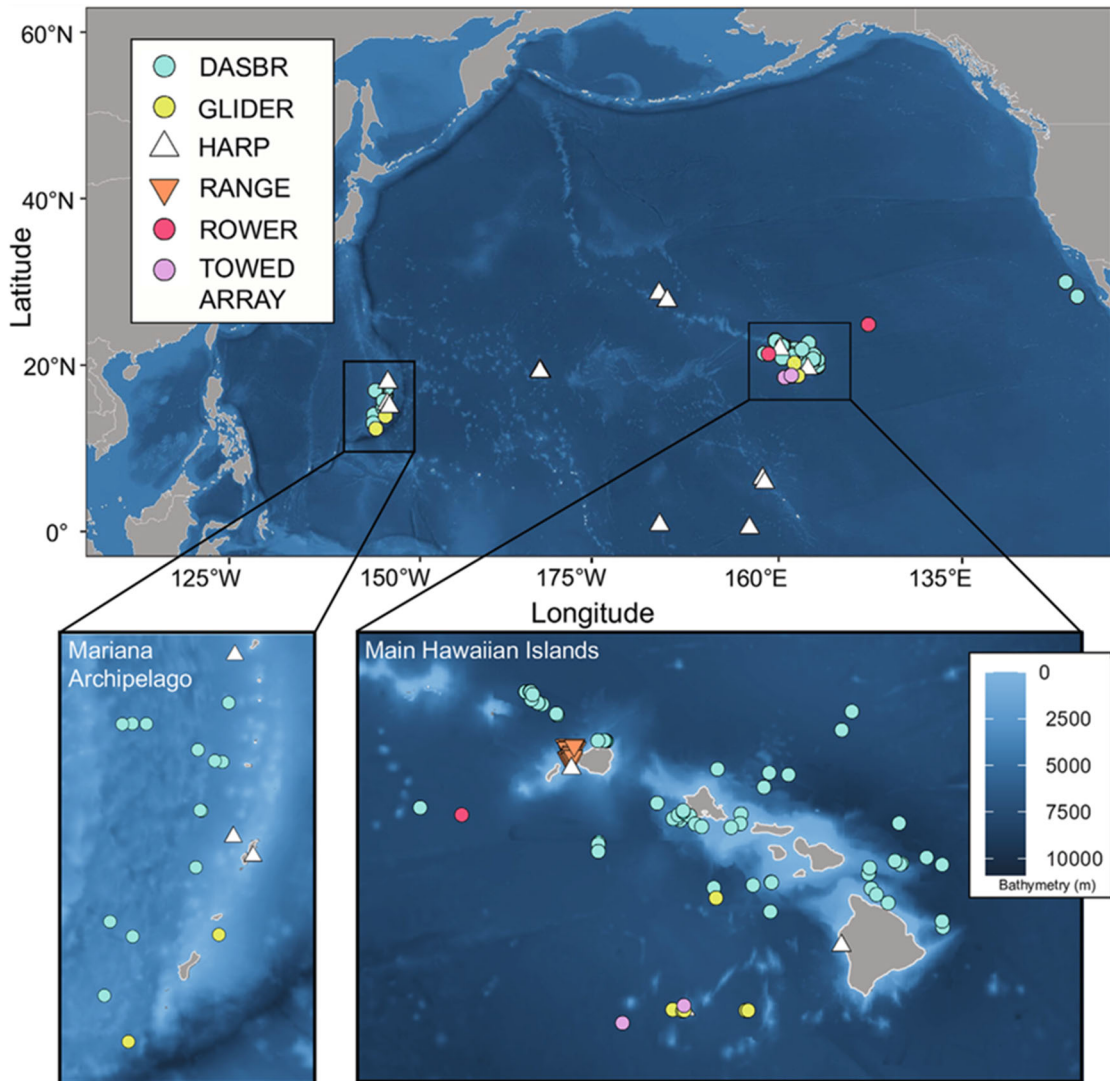 60°N
40°N
20°N
0°
Latitude
DASBR
GLIDER
HARP
RANGE
ROWER
TOWED
ARRAY
125°W
150°W
175°W
160°E
135°E
Longitude
Mariana
Archipelago
Main Hawaiian Islands
0
2500
5000
7500
10000
Bathymetry (m)